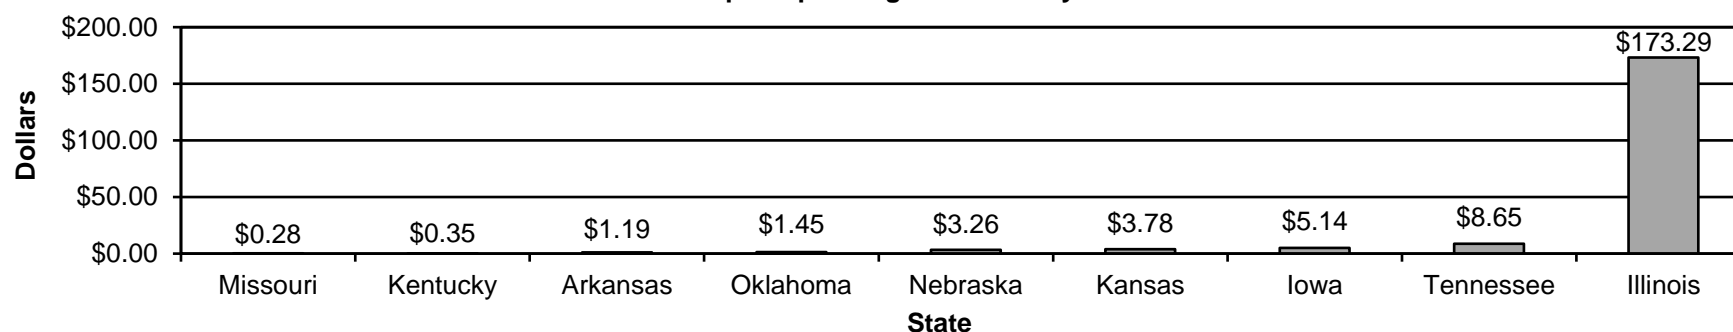 $200.00
$150.00
$100.00
$50.00
$0.00
Dollars
$0.28
$0.35
$1.19
$1.45
$3.26
$3.78
$5.14
$8.65
$173.29
Missouri
Kentucky
Arkansas
Oklahoma
Nebraska
Kansas
Iowa
Tennessee
Illinois
State